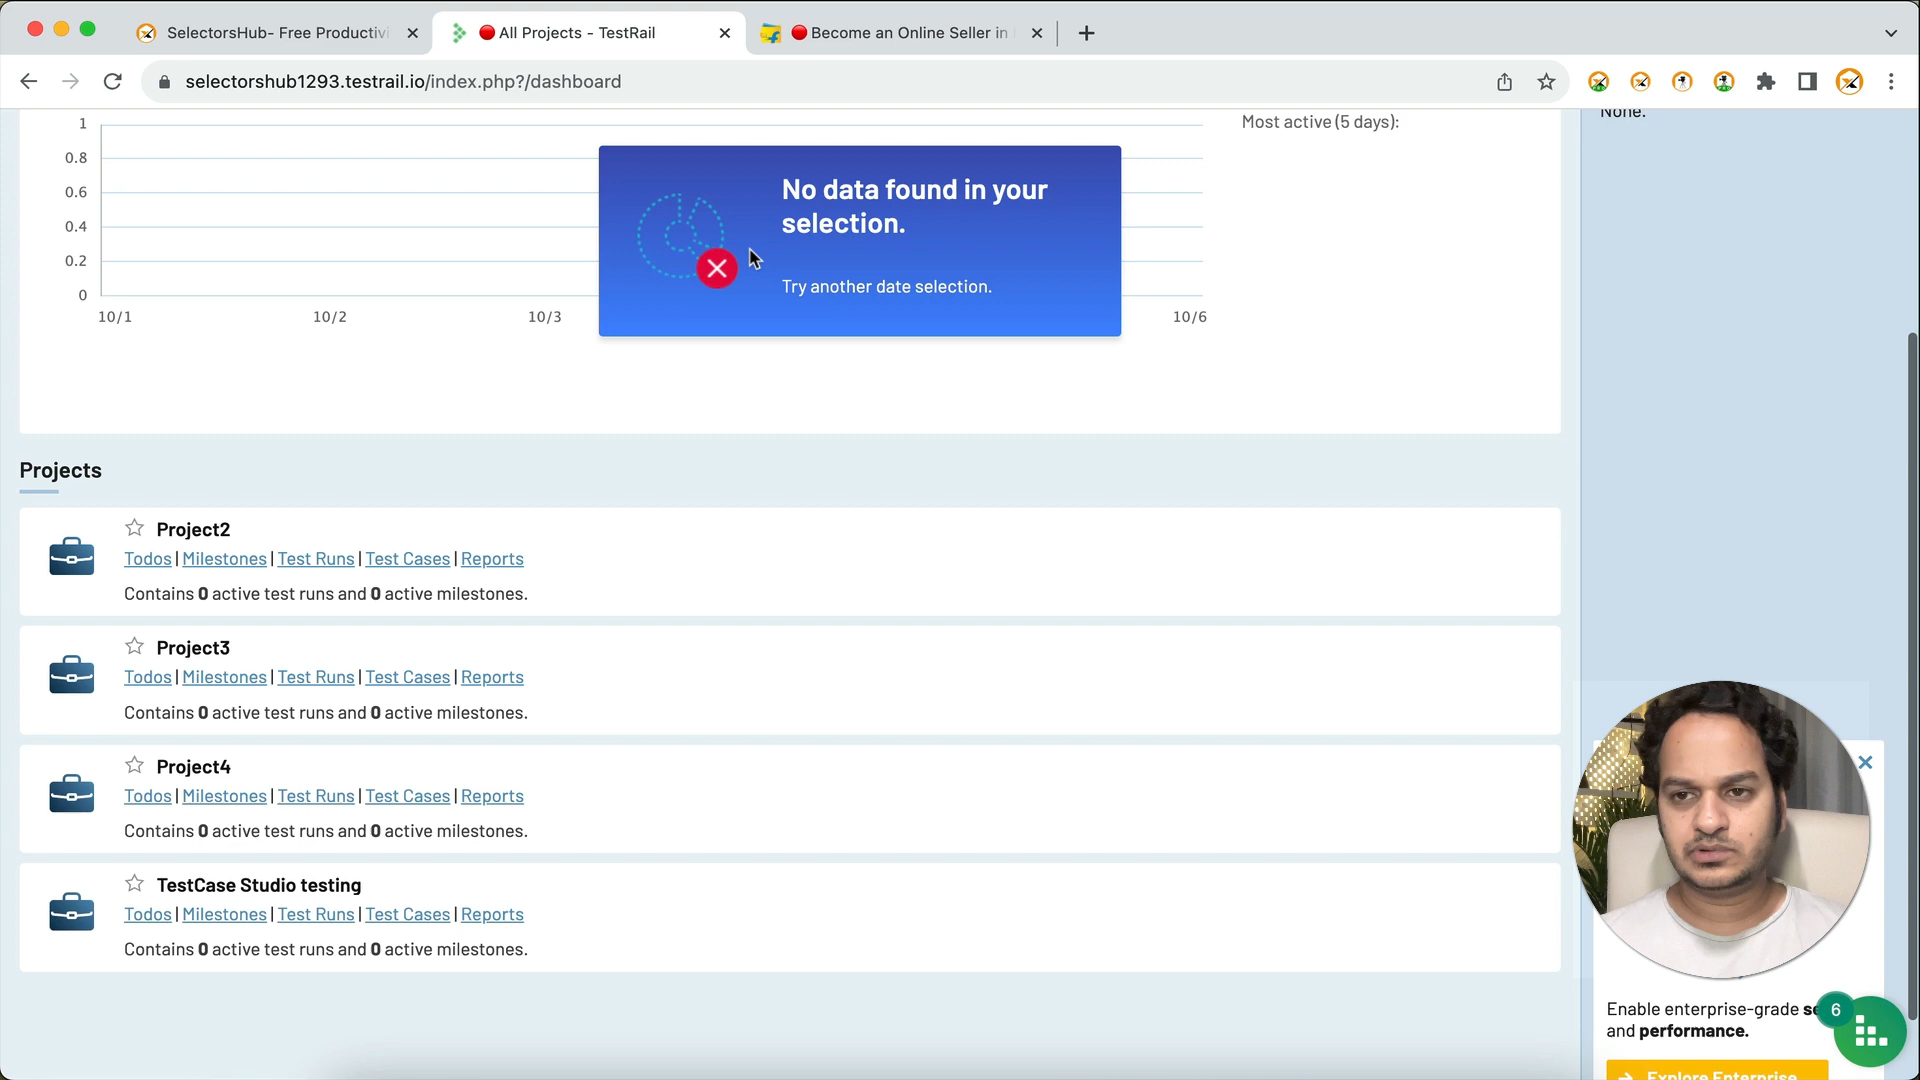 SelectorsHub- Free Productivi
All Projects - TestRail
Become an Online Seller in
selectorshub1293.testrail.io/index.php?/dashboard
None.
1
Most active (5 days):
0.8
0.6
0.4
0.2
0
10/1
10/2
10/3
10/6
No data found in your
selection.
Try another date selection.
Projects
Project2
Todos | Milestones | Test Runs | Test Cases | Reports
Contains 0 active test runs and 0 active milestones.
Project3
Todos | Milestones | Test Runs | Test Cases | Reports
Contains 0 active test runs and 0 active milestones.
Project4
Todos | Milestones | Test Runs | Test Cases | Reports
Contains 0 active test runs and 0 active milestones.
TestCase Studio testing
Todos | Milestones | Test Runs | Test Cases | Reports
Contains 0 active test runs and 0 active milestones.
Enable enterprise-grade se
and performance.
6
Explore Enterprise